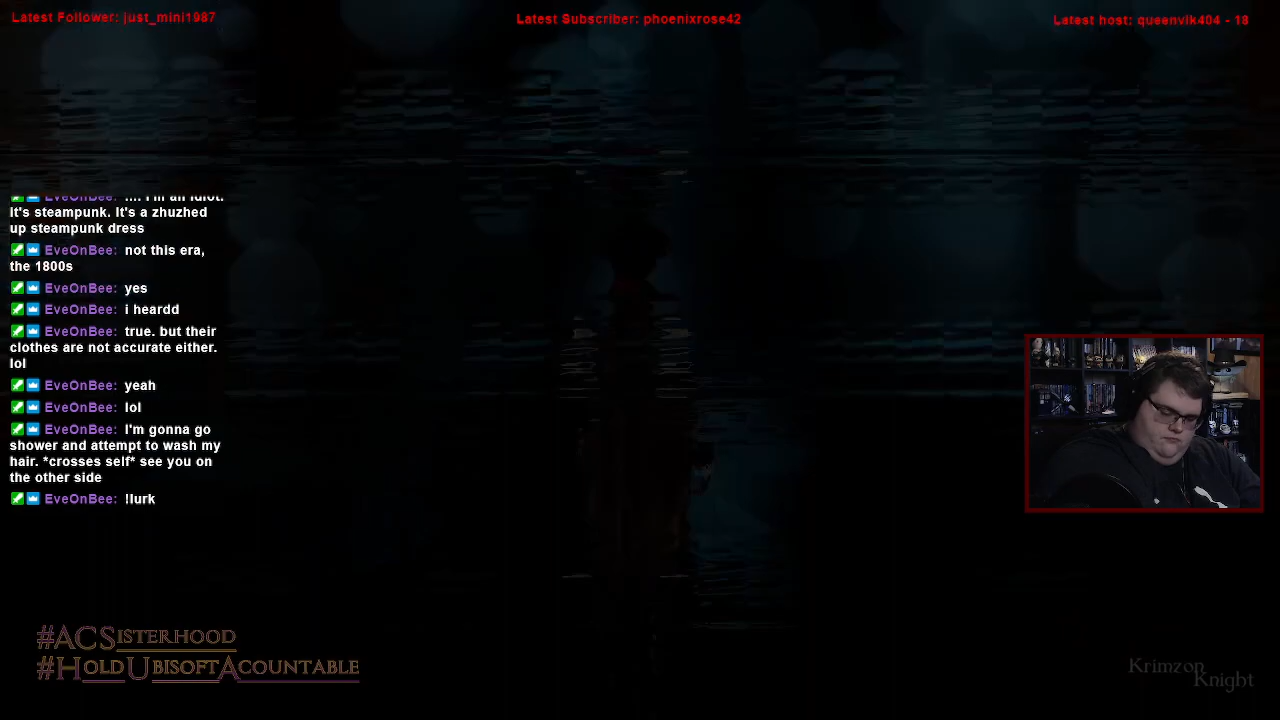 Latest Follower: just_mini1987
Latest Subscriber: phoenixrose42
Latest host: queenvik404 - 18
EveOnBee: .... I'm an idiot.
It's steampunk. It's a zhuzhed
up steampunk dress
EveOnBee: not this era,
the 1800s
EveOnBee: yes
EveOnBee: i heardd
EveOnBee: true. but their
clothes are not accurate either.
lol
EveOnBee: yeah
EveOnBee: lol
EveOnBee: I'm gonna go
shower and attempt to wash my
hair. *crosses self* see you on
the other side
EveOnBee: !lurk
#ACSisterhood
#HoldUbisoftAcountable
Krimzon
Knight